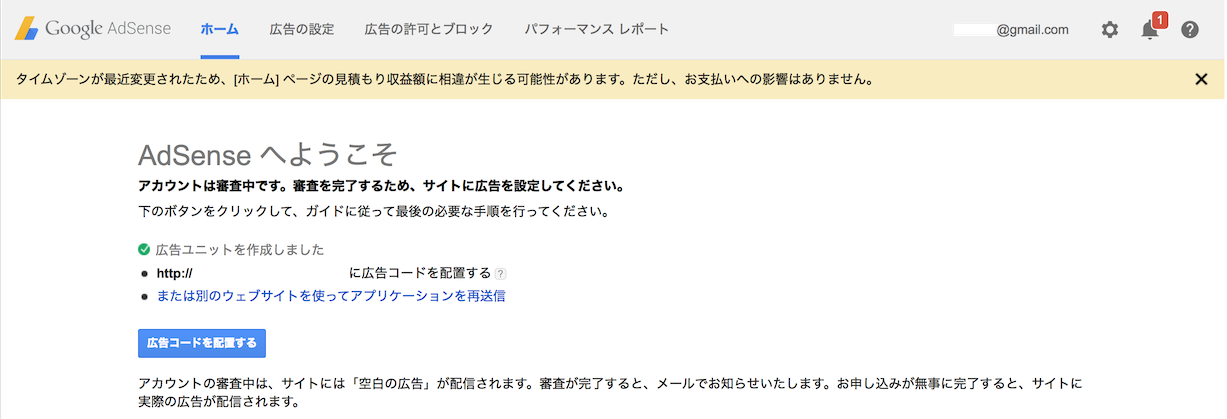 Google AdSense ホーム 広告の設定 広告の許可とブロック パフォーマンス レポート @gmail.com 1 ?
タイムゾーンが最近変更されたため、[ホーム] ページの見積もり収益額に相違が生じる可能性があります。ただし、お支払いへの影響はありません。
AdSense へようこそ
アカウントは審査中です。審査を完了するため、サイトに広告を設定してください。
下のボタンをクリックして、ガイドに従って最後の必要な手順を行ってください。
広告ユニットを作成しました
http:// に広告コードを配置する ?
または別のウェブサイトを使ってアプリケーションを再送信
広告コードを配置する
アカウントの審査中は、サイトには「空白の広告」が配信されます。審査が完了すると、メールでお知らせいたします。お申し込みが無事に完了すると、サイトに
実際の広告が配信されます。